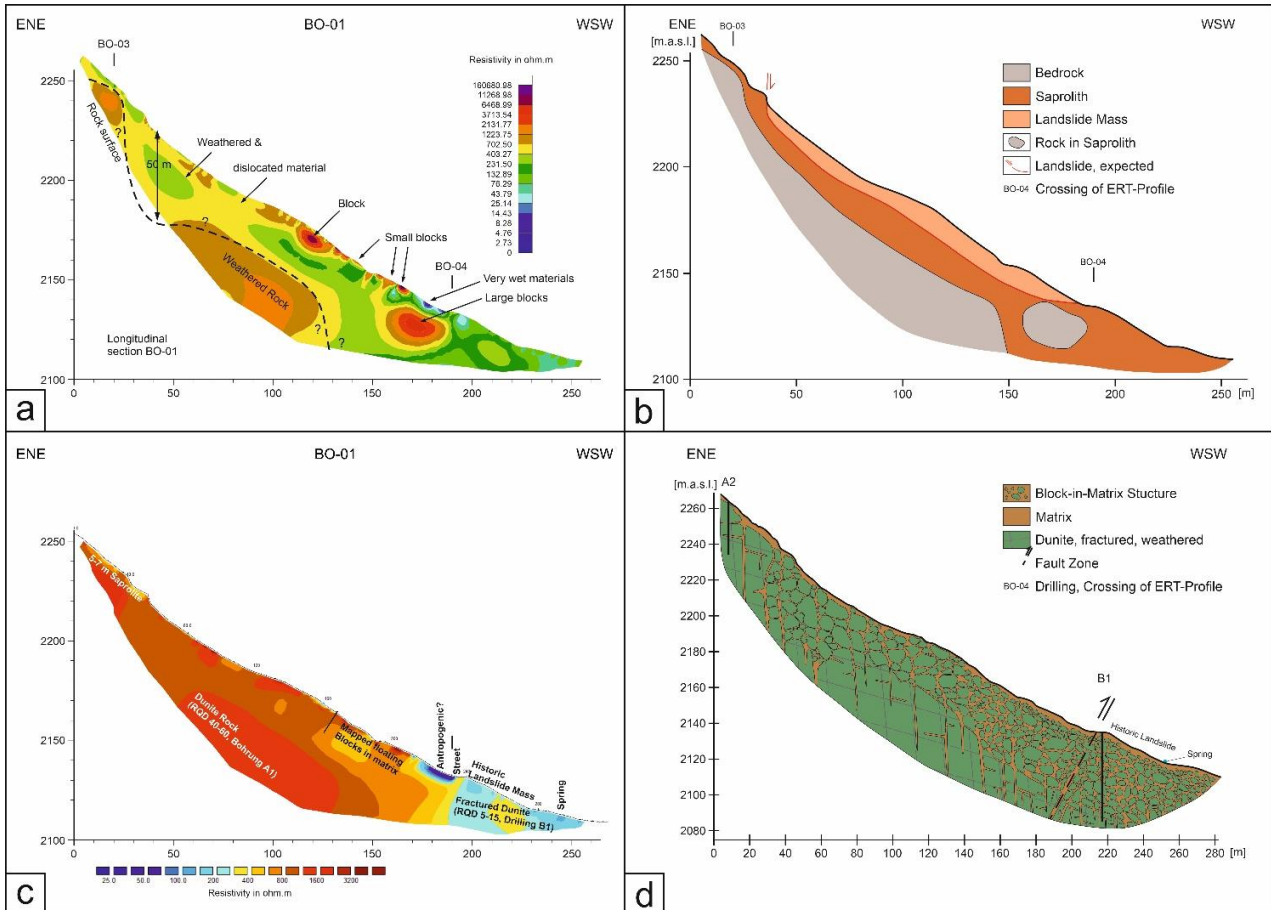 ENE BO-01 WSW
BO-03
Resistivity in ohm.m
160680.98
11268.98
6468.99
3713.54
2131.77
1223.75
702.50
403.27
231.50
132.89
76.29
43.79
25.14
14.43
8.28
4.76
2.73
0
2250
2200
2150
2100
Rock surface
?
50 m
Weathered &
dislocated material
Block
Small blocks
BO-04
Very wet materials
Large blocks
?
Weathered Rock
?
?
Longitudinal
section BO-01
0 50 100 150 200 250
a
ENE WSW
[m.a.s.l.] BO-03
2250
2200
2150
2100
Bedrock
Saprolith
Landslide Mass
Rock in Saprolith
Landslide, expected
BO-04 Crossing of ERT-Profile
BO-04
0 50 100 150 200 250 [m]
b
ENE BO-01 WSW
2250
2200
2150
2100
5-7 m Saprolite
Dunite Rock
(RQD 40-60, Bohrung A1)
Mapped floating
Blocks in matrix
Antropogenic?
Street
Historic
Landslide Mass
Spring
Fractured Dunite
(RQD 5-15, Drilling B1)
0 50 100 150 200 250
25.0 50.0 100.0 200 400 800 1600 3200
Resistivity in ohm.m
c
ENE WSW
[m.a.s.l.] A2
2260
2240
2220
2200
2180
2160
2140
2120
2100
2080
Block-in-Matrix Stucture
Matrix
Dunite, fractured, weathered
Fault Zone
BO-04 Drilling, Crossing of ERT-Profile
B1
Historic Landslide
Spring
0 20 40 60 80 100 120 140 160 180 200 220 240 260 280 [m]
d